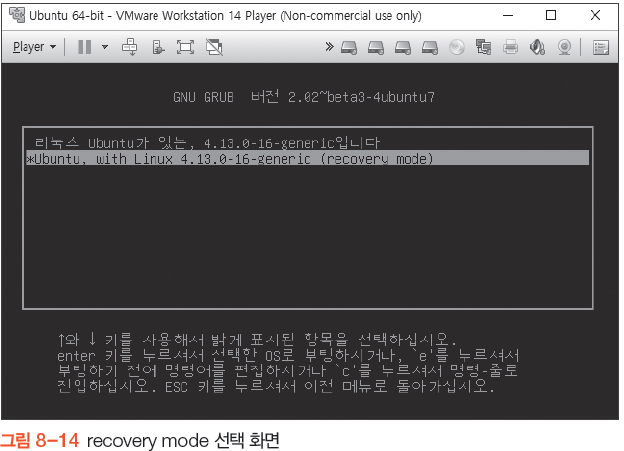 Ubuntu 64-bit - VMware Workstation 14 Player (Non-commercial use only)
Player
GNU GRUB 버전 2.02~beta3-4ubuntu7
리눅스 Ubuntu가 있는, 4.13.0-16-generic입니다
*Ubuntu, with Linux 4.13.0-16-generic (recovery mode)
↑와 ↓ 키를 사용해서 밝게 표시된 항목을 선택하십시오.
enter 키를 누르셔서 선택한 OS로 부팅하시거나, `e'를 누르셔서
부팅하기 전어 명령어를 편집하시거나 `c'를 누르셔서 명령-줄로
진입하십시오. ESC 키를 누르셔서 이전 메뉴로 돌아가십시오.
그림 8-14 recovery mode 선택 화면